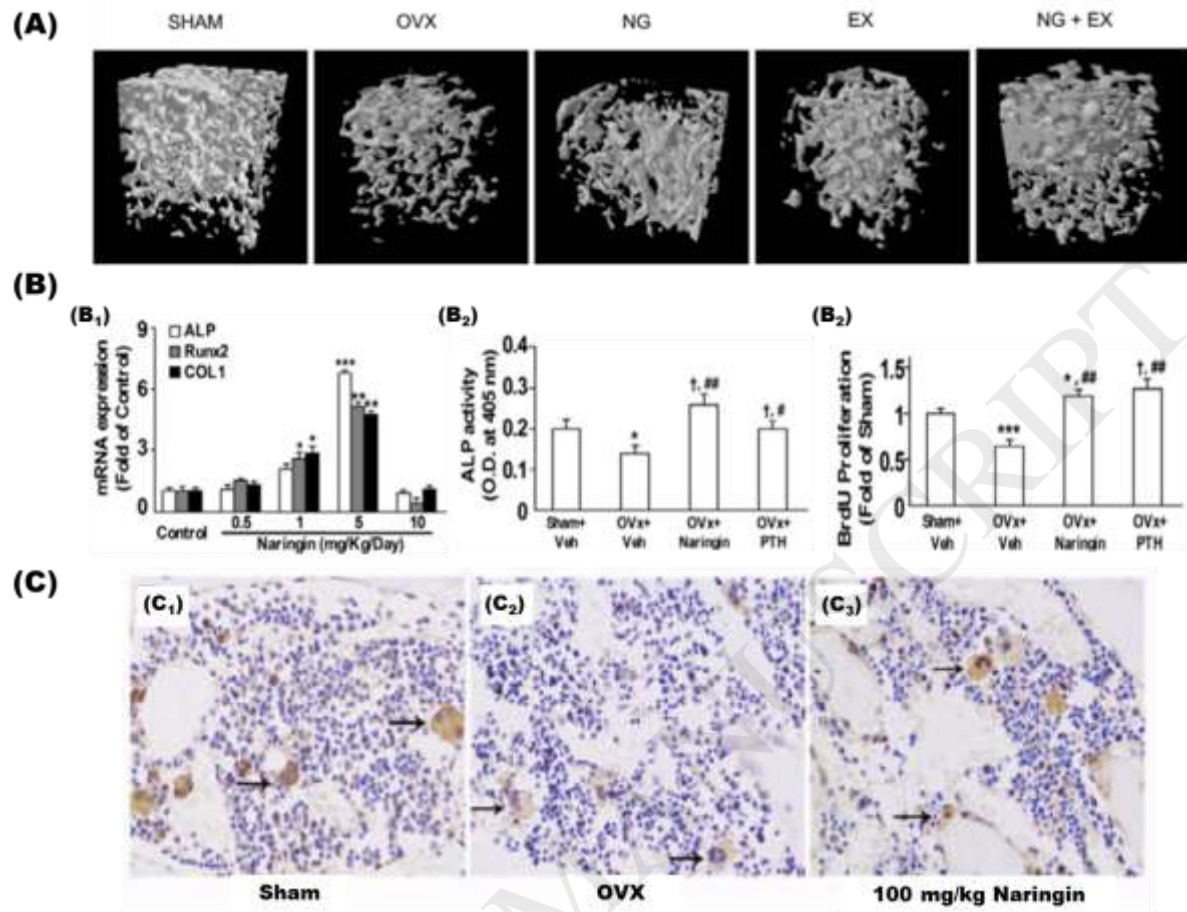 (A)
SHAM OVX NG EX NG + EX
(B)
(B1)
mRNA expression
(Fold of Control)
9
6
3
0
ALP
Runx2
COL1
* * *** ** **
Control 0.5 1 5 10
Naringin (mg/Kg/Day)
(B2)
ALP activity
(O.D. at 405 nm)
0.4
0.3
0.2
0.1
0
* †, ## †, #
Sham+ OVx+ OVx+ OVx+
Veh Veh Naringin PTH
(B2)
BrdU Proliferation
(Fold of Sham)
1.5
1
0.5
0
*** *, ## †, ##
Sham+ OVx+ OVx+ OVx+
Veh Veh Naringin PTH
(C)
(C1) (C2) (C3)
Sham OVX 100 mg/kg Naringin